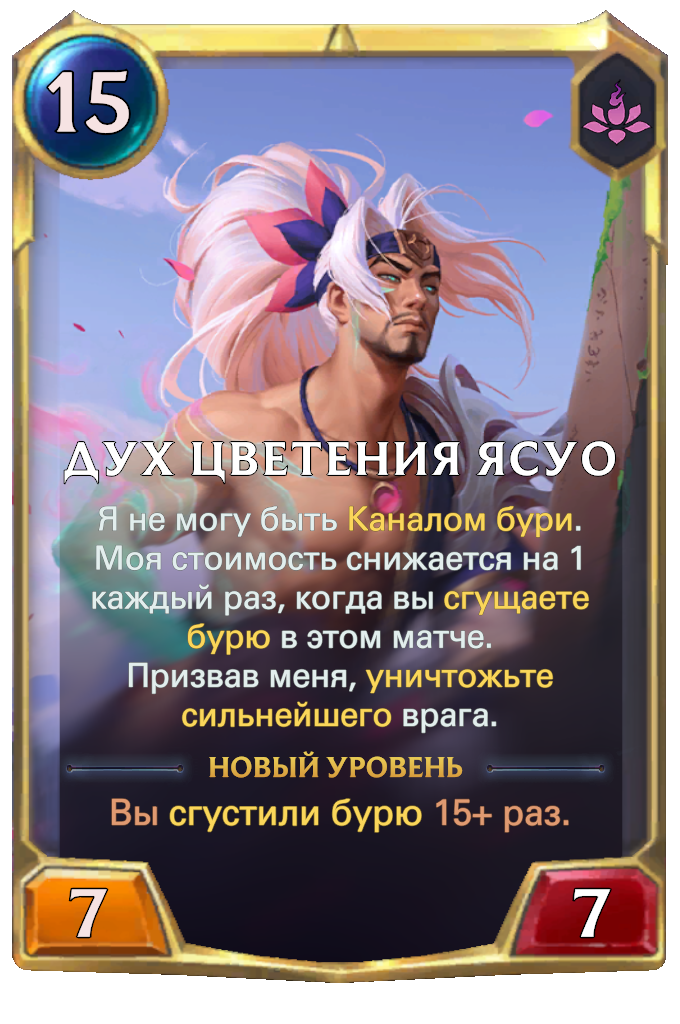 15
ДУХ ЦВЕТЕНИЯ ЯСУО
Я не могу быть Каналом бури.
Моя стоимость снижается на 1
каждый раз, когда вы сгущаете
бурю в этом матче.
Призвав меня, уничтожьте
сильнейшего врага.
НОВЫЙ УРОВЕНЬ
Вы сгустили бурю 15+ раз.
7 7